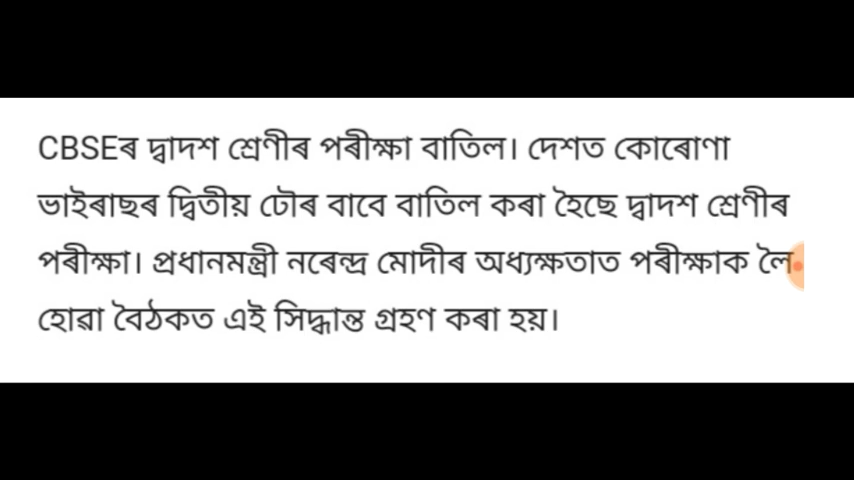 CBSEৰ দ্বাদশ শ্ৰেণীৰ পৰীক্ষা বাতিল। দেশত কোৰোণা
ভাইৰাছৰ দ্বিতীয় ঢৌৰ বাবে বাতিল কৰা হৈছে দ্বাদশ শ্ৰেণীৰ
পৰীক্ষা। প্ৰধানমন্ত্ৰী নৰেন্দ্ৰ মোদীৰ অধ্যক্ষতাত পৰীক্ষাক লৈ
হোৱা বৈঠকত এই সিদ্ধান্ত গ্ৰহণ কৰা হয়।